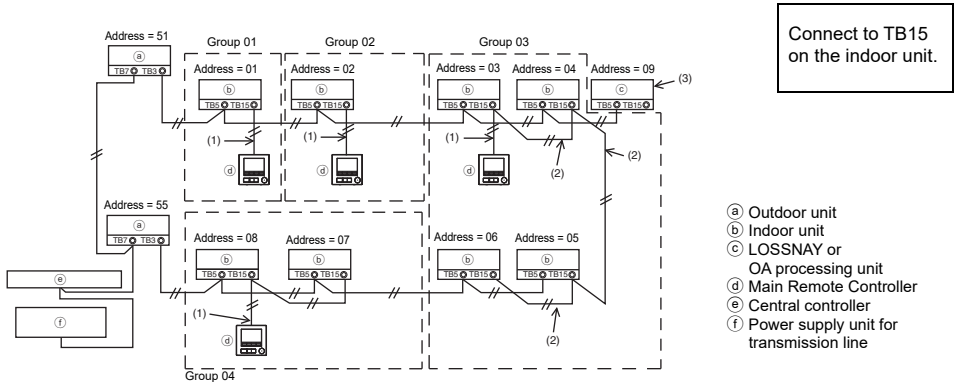 Connect to TB15
on the indoor unit.
Address = 51
ⓐ
TB7 TB3
Group 01
Group 02
Group 03
Address = 01
ⓑ
TB5 TB15
Address = 02
ⓑ
TB5 TB15
Address = 03
ⓑ
TB5 TB15
Address = 04
ⓑ
TB5 TB15
Address = 09
ⓒ
TB5 TB15
(3)
(1)
(1)
(1)
(2)
(2)
ⓓ
ⓓ
ⓓ
Address = 55
ⓐ
TB7 TB3
Address = 08
ⓑ
TB5 TB15
Address = 07
ⓑ
TB5 TB15
Address = 06
ⓑ
TB5 TB15
Address = 05
ⓑ
TB5 TB15
ⓔ
ⓕ
(1)
(2)
ⓓ
Group 04
ⓐ Outdoor unit
ⓑ Indoor unit
ⓒ LOSSNAY or
OA processing unit
ⓓ Main Remote Controller
ⓔ Central controller
ⓕ Power supply unit for
transmission line